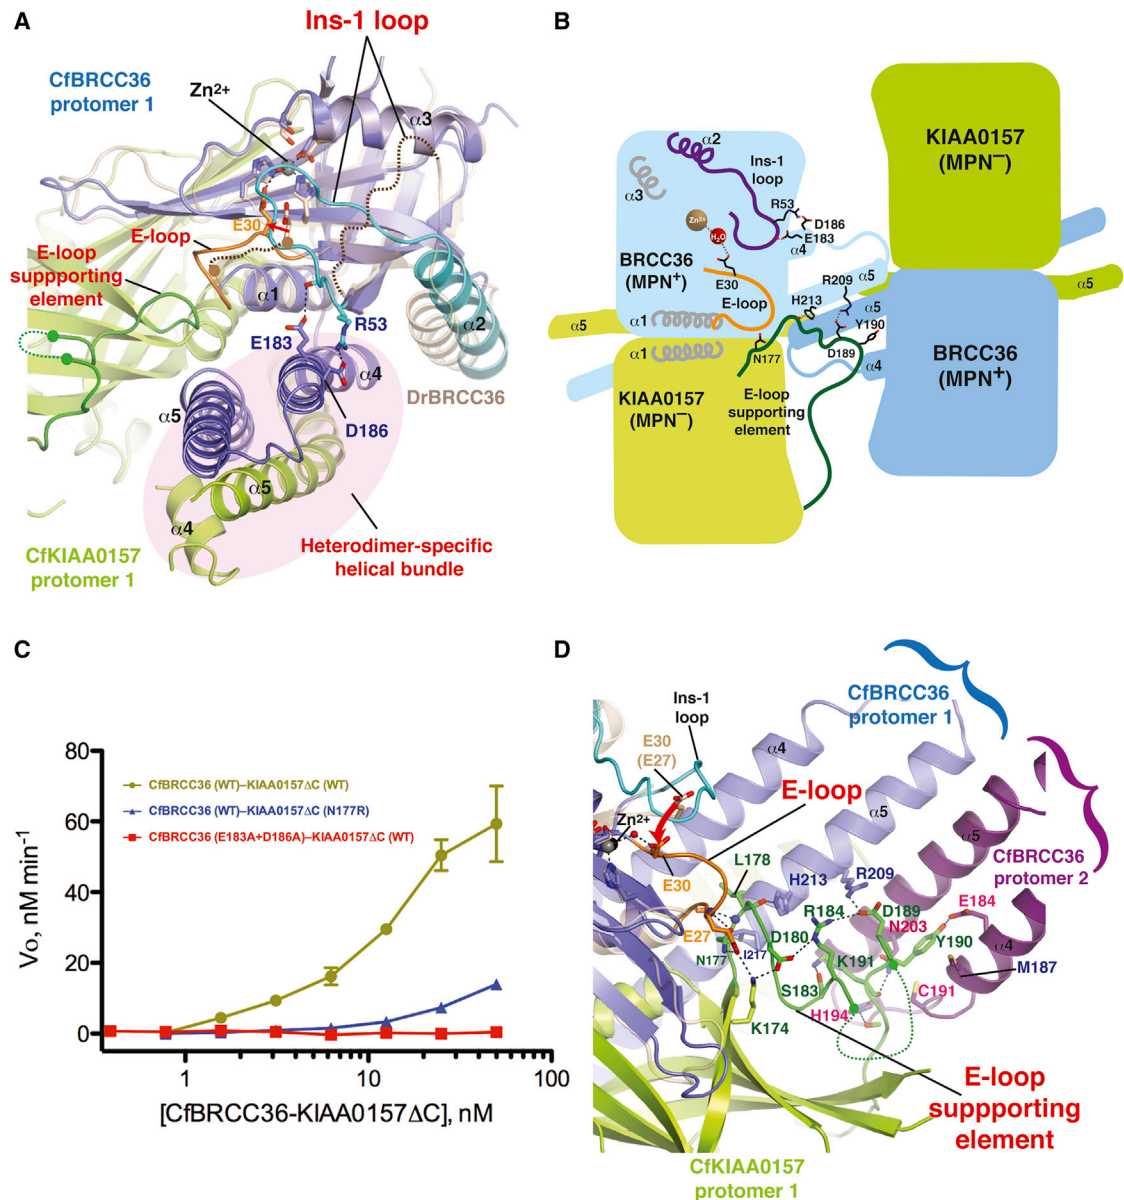 A
Ins-1 loop
CfBRCC36
protomer 1
Zn2+
α3
E30
E-loop
E-loop
suppporting
element
α1
R53
α2
E183
α4
DrBRCC36
α5
D186
α5
α4
CfKIAA0157
protomer 1
Heterodimer-specific
helical bundle
B
KIAA0157
(MPN–)
α2
Ins-1
loop
α3
R53
D186
E183
α4
Zn2+
H2O
BRCC36
(MPN+)
E30
E-loop
R209
α5
α5
H213
α5
α1
α5
Y190
BRCC36
(MPN+)
α1
N177
D189
α4
KIAA0157
(MPN–)
E-loop
supporting
element
C
80
60
40
20
0
Vo, nM min-1
CfBRCC36 (WT)–KIAA0157ΔC (WT)
CfBRCC36 (WT)–KIAA0157ΔC (N177R)
CfBRCC36 (E183A+D186A)–KIAA0157ΔC (WT)
1
10
100
[CfBRCC36-KIAA0157ΔC], nM
D
CfBRCC36
protomer 1
Ins-1
loop
E30
(E27)
α4
E-loop
Zn2+
α5
α5
CfBRCC36
protomer 2
L178
E30
H213
R209
R184
D189
E184
N203
E27
D180
Y190
α4
N177
I217
K191
M187
S183
C191
H194
K174
E-loop
suppporting
element
CfKIAA0157
protomer 1